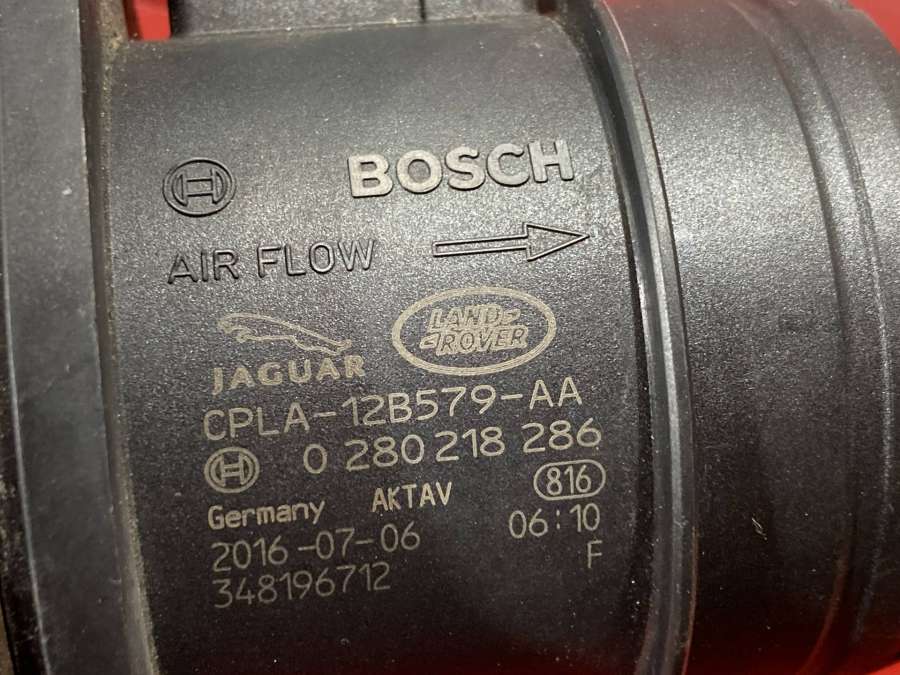 BOSCH
AIR FLOW
JAGUAR
LAND-
-ROVER
CPLA-12B579-AA
0 280 218 286
816
Germany AKTAV
06:10
2016-07-06
F
348196712